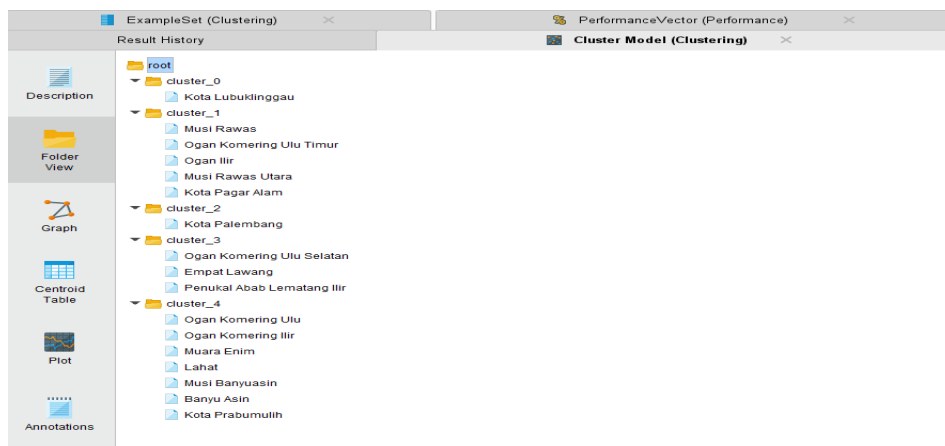 ExampleSet (Clustering)
PerformanceVector (Performance)
Result History
Cluster Model (Clustering)
Description
Folder
View
Graph
Centroid
Table
Plot
Annotations
root
cluster_0
Kota Lubuklinggau
cluster_1
Musi Rawas
Ogan Komering Ulu Timur
Ogan Ilir
Musi Rawas Utara
Kota Pagar Alam
cluster_2
Kota Palembang
cluster_3
Ogan Komering Ulu Selatan
Empat Lawang
Penukal Abab Lematang Ilir
cluster_4
Ogan Komering Ulu
Ogan Komering Ilir
Muara Enim
Lahat
Musi Banyuasin
Banyu Asin
Kota Prabumulih